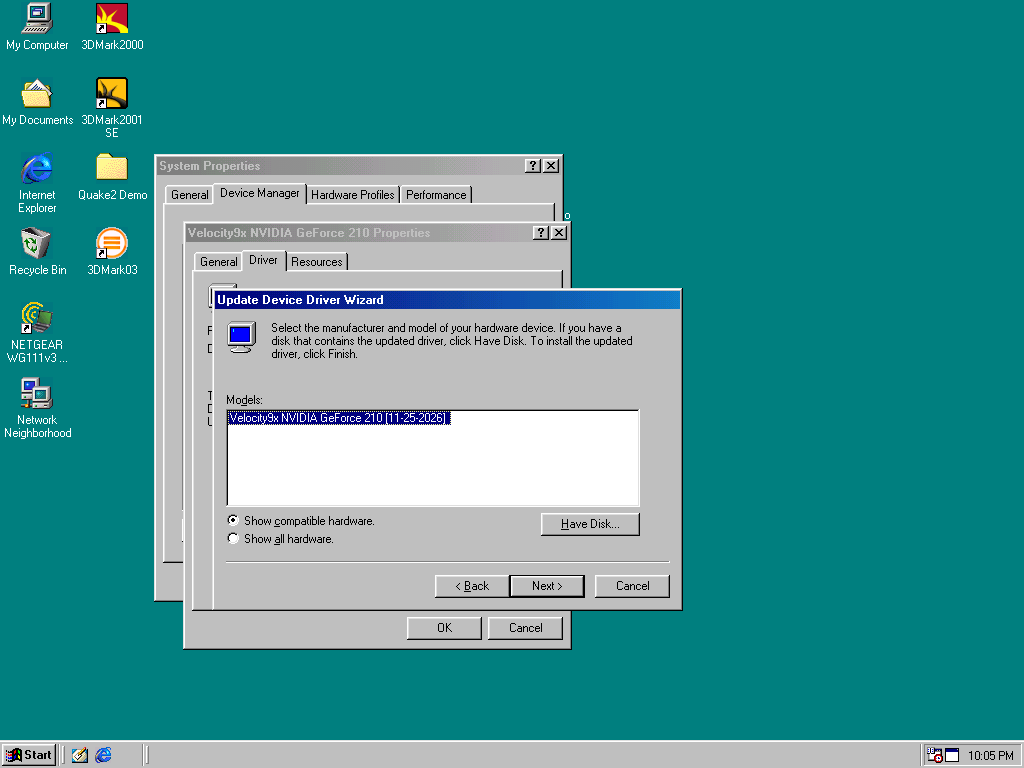 My Computer
3DMark2000
My Documents
3DMark2001
SE
Internet
Explorer
Quake2 Demo
Recycle Bin
3DMark03
NETGEAR
WG111v3 ...
Network
Neighborhood
System Properties
General
Device Manager
Hardware Profiles
Performance
Velocity9x NVIDIA GeForce 210 Properties
General
Driver
Resources
Update Device Driver Wizard
Select the manufacturer and model of your hardware device. If you have a
disk that contains the updated driver, click Have Disk. To install the updated
driver, click Finish.
Models:
Velocity9x NVIDIA GeForce 210 [11-25-2026]
Show compatible hardware.
Show all hardware.
Have Disk...
< Back
Next >
Cancel
OK
Cancel
Start
10:05 PM